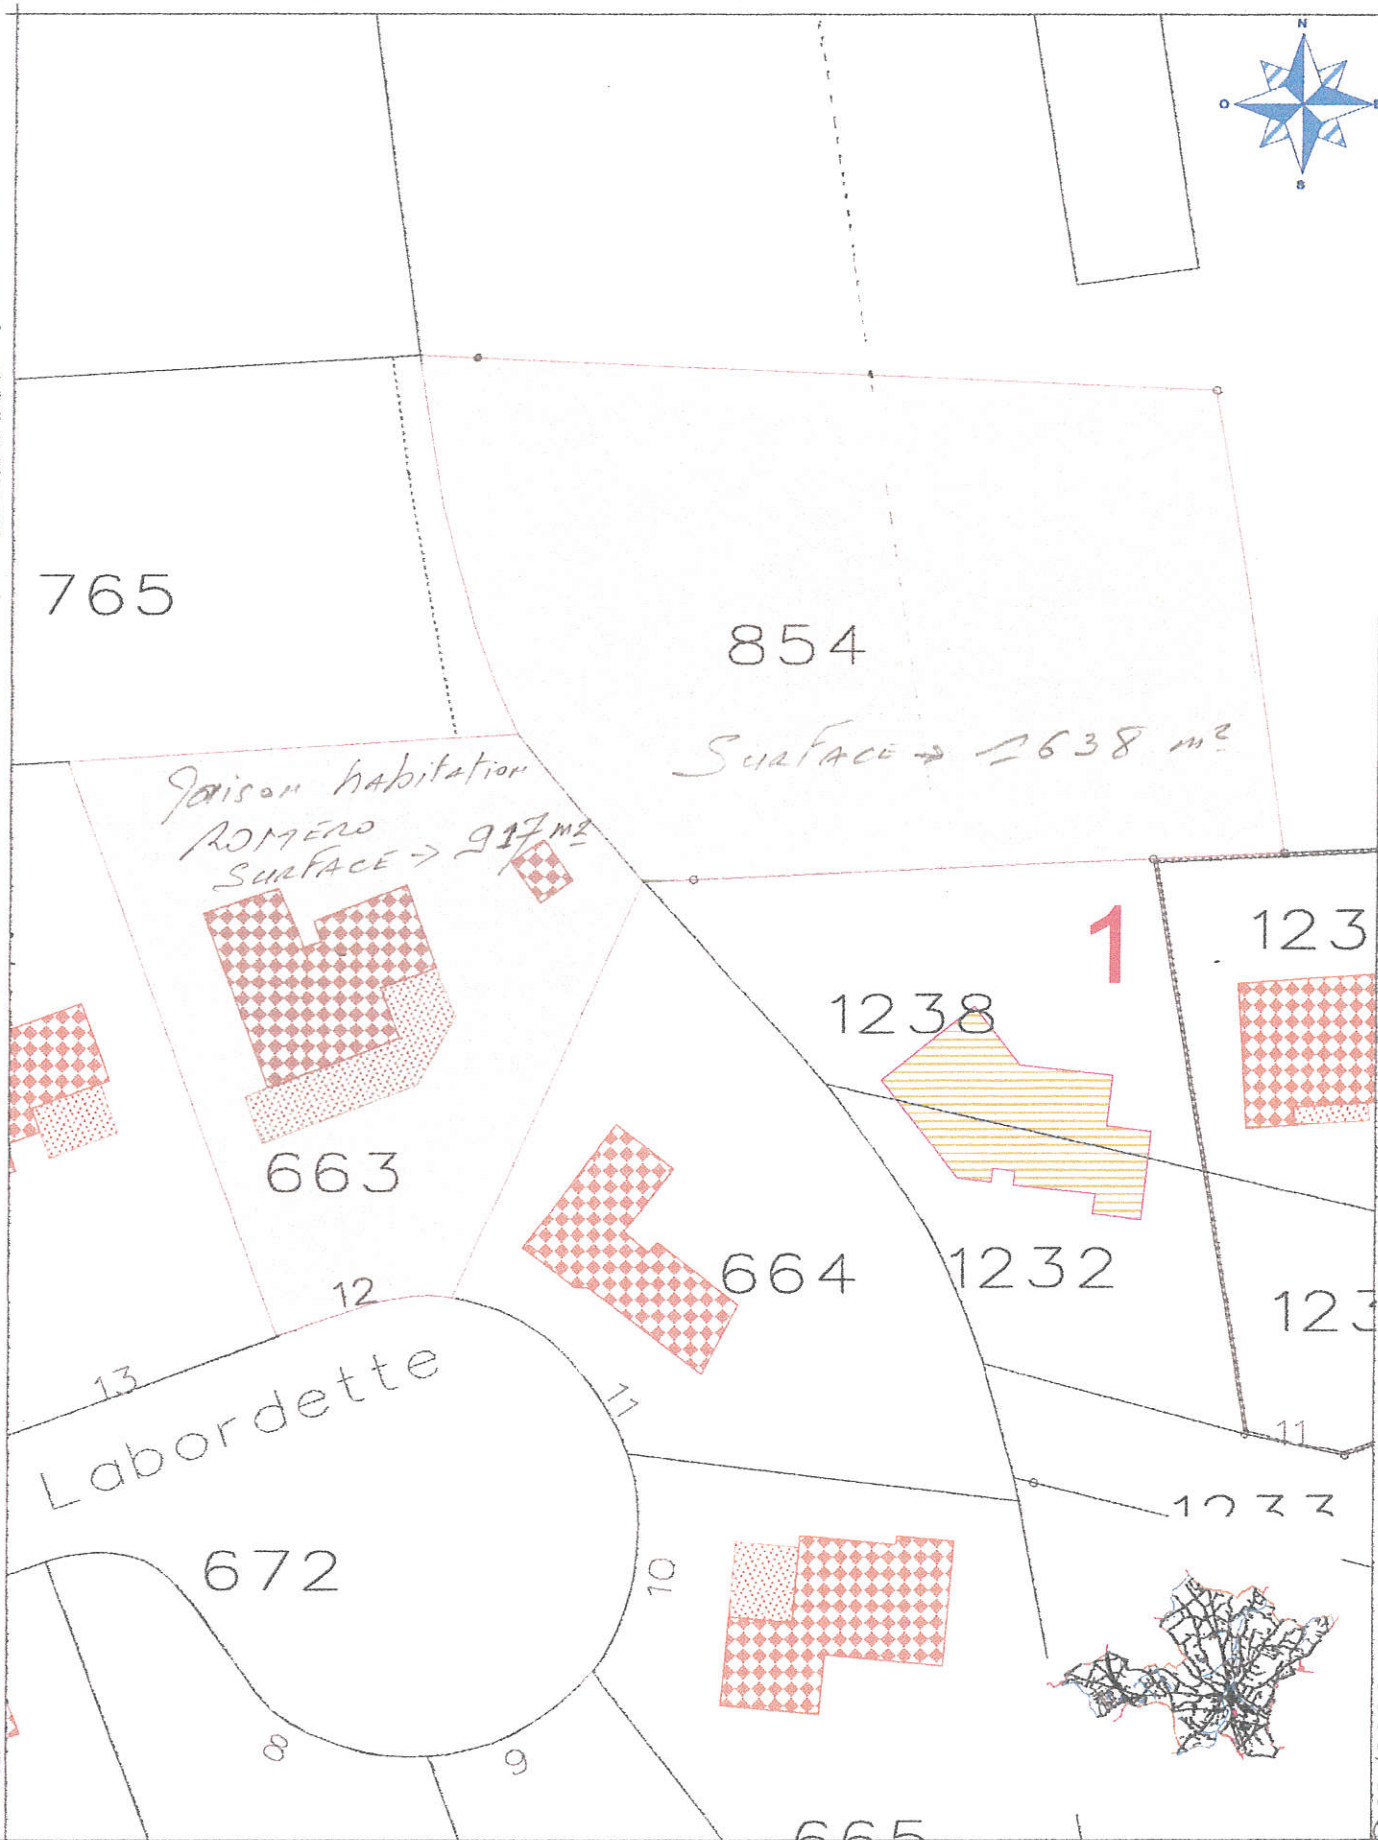 N
O
S
765
854
SURFACE → 1638 m²
maison habitation
ROMERO
SURFACE → 917 m²
1
123
1238
663
12
664
1232
123
13
11
11
Labordette
1233
672
10
8
9
665